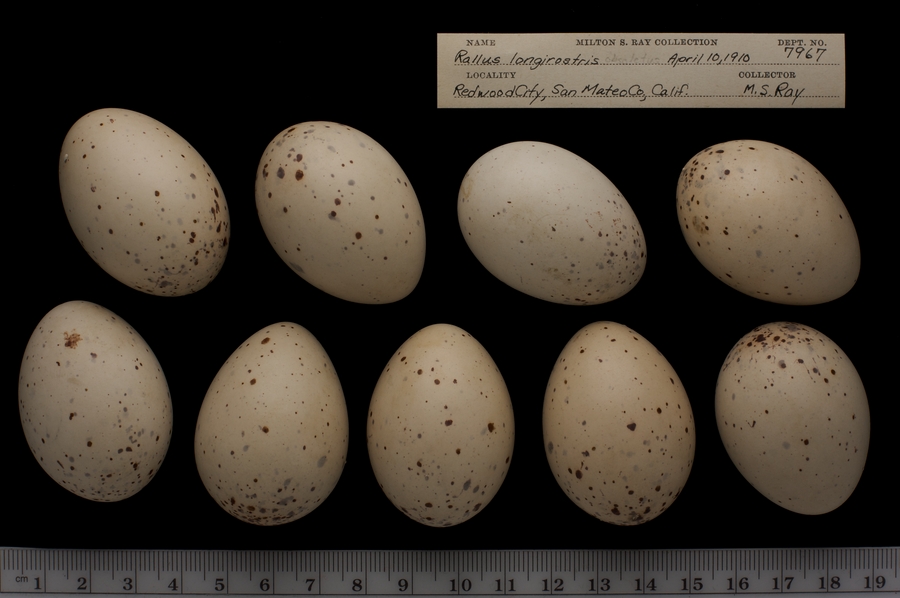 NAME MILTON S. RAY COLLECTION DEPT. NO.
Rallus longirostris obsoletus April 10, 1910 7967
LOCALITY COLLECTOR
Redwood City, San Mateo Co, Calif. M. S. Ray
cm 1 2 3 4 5 6 7 8 9 10 11 12 13 14 15 16 17 18 19